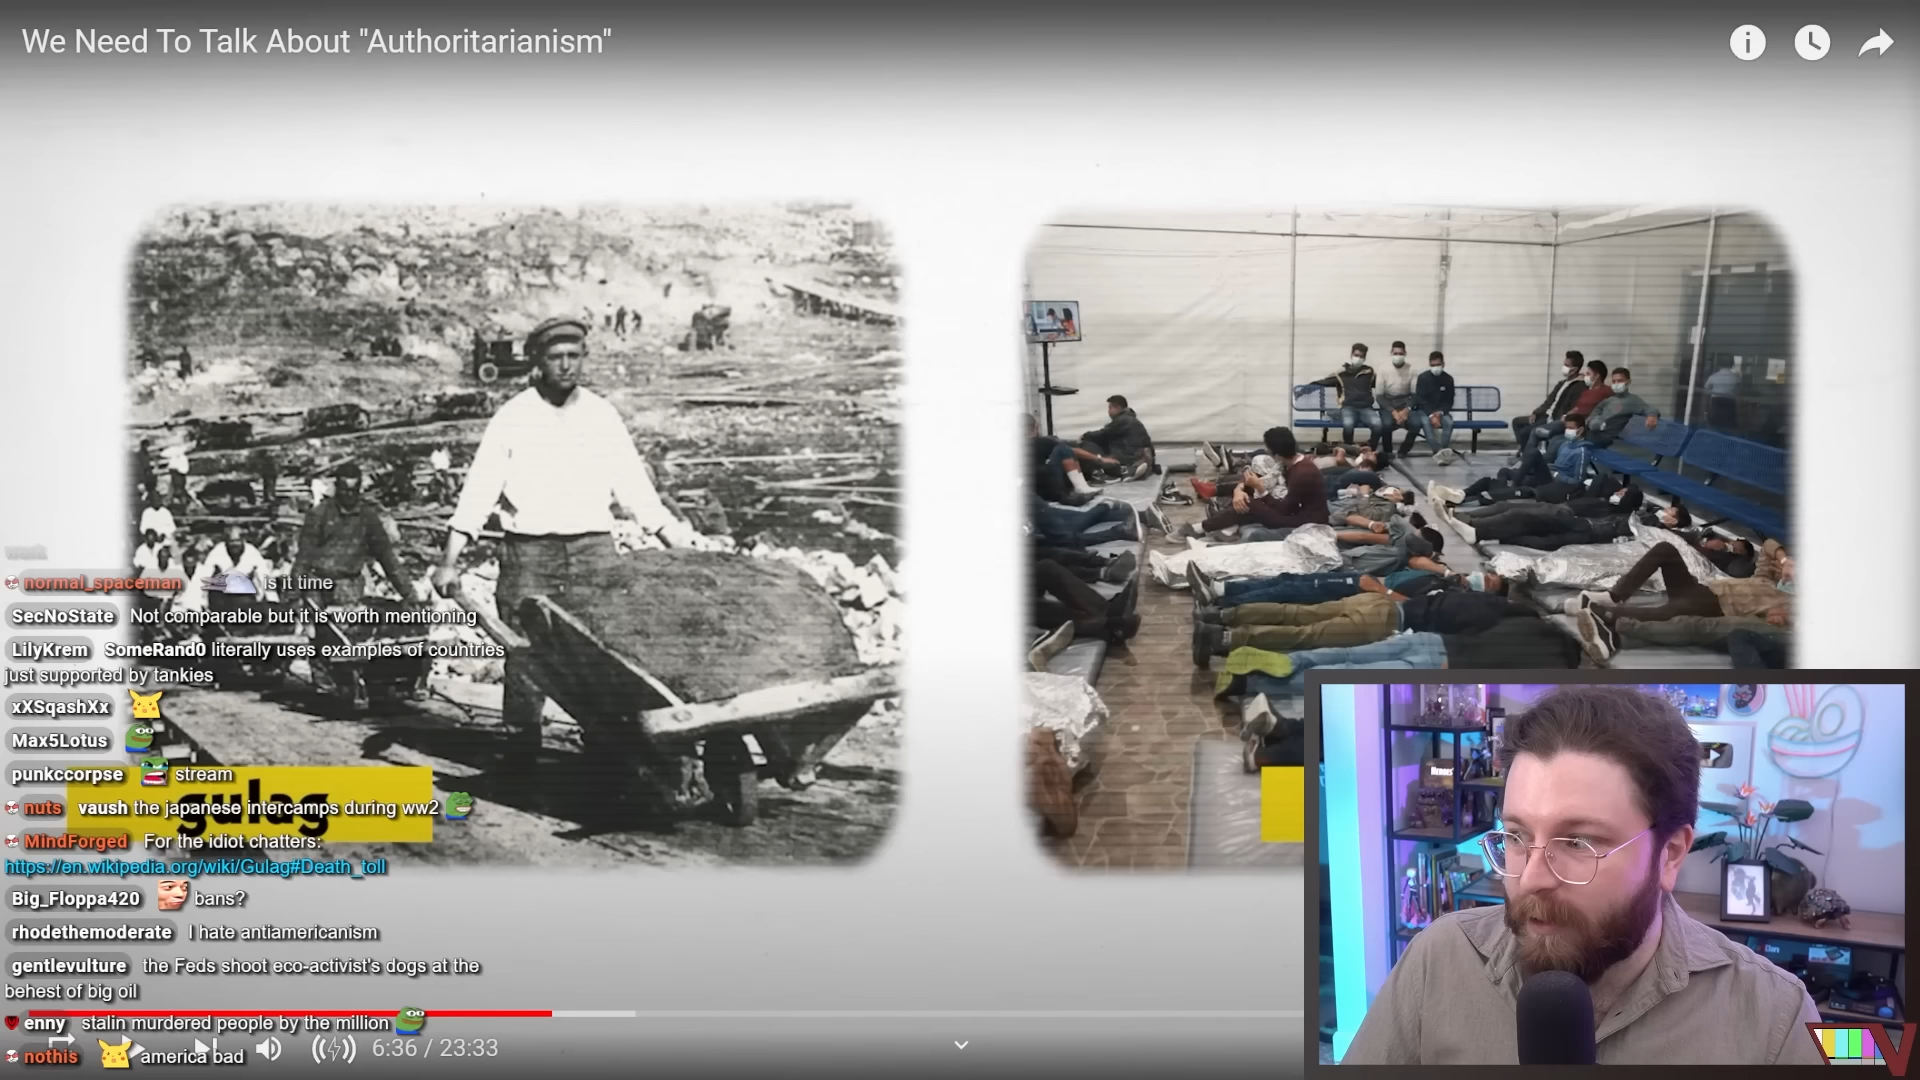 We Need To Talk About "Authoritarianism"
normal_spaceman is it time
SecNoState Not comparable but it is worth mentioning
LilyKrem SomeRand0 literally uses examples of countries
just supported by tankies
xXSqashXx
Max5Lotus
punkccorpse stream
gulag
nuts vaush the japanese intercamps during ww2
MindForged For the idiot chatters:
https://en.wikipedia.org/wiki/Gulag#Death_toll
Big_Floppa420 bans?
rhodethemoderate I hate antiamericanism
gentlevulture the Feds shoot eco-activist's dogs at the
behest of big oil
enny stalin murdered people by the million
nothis america bad
6:36 / 23:33